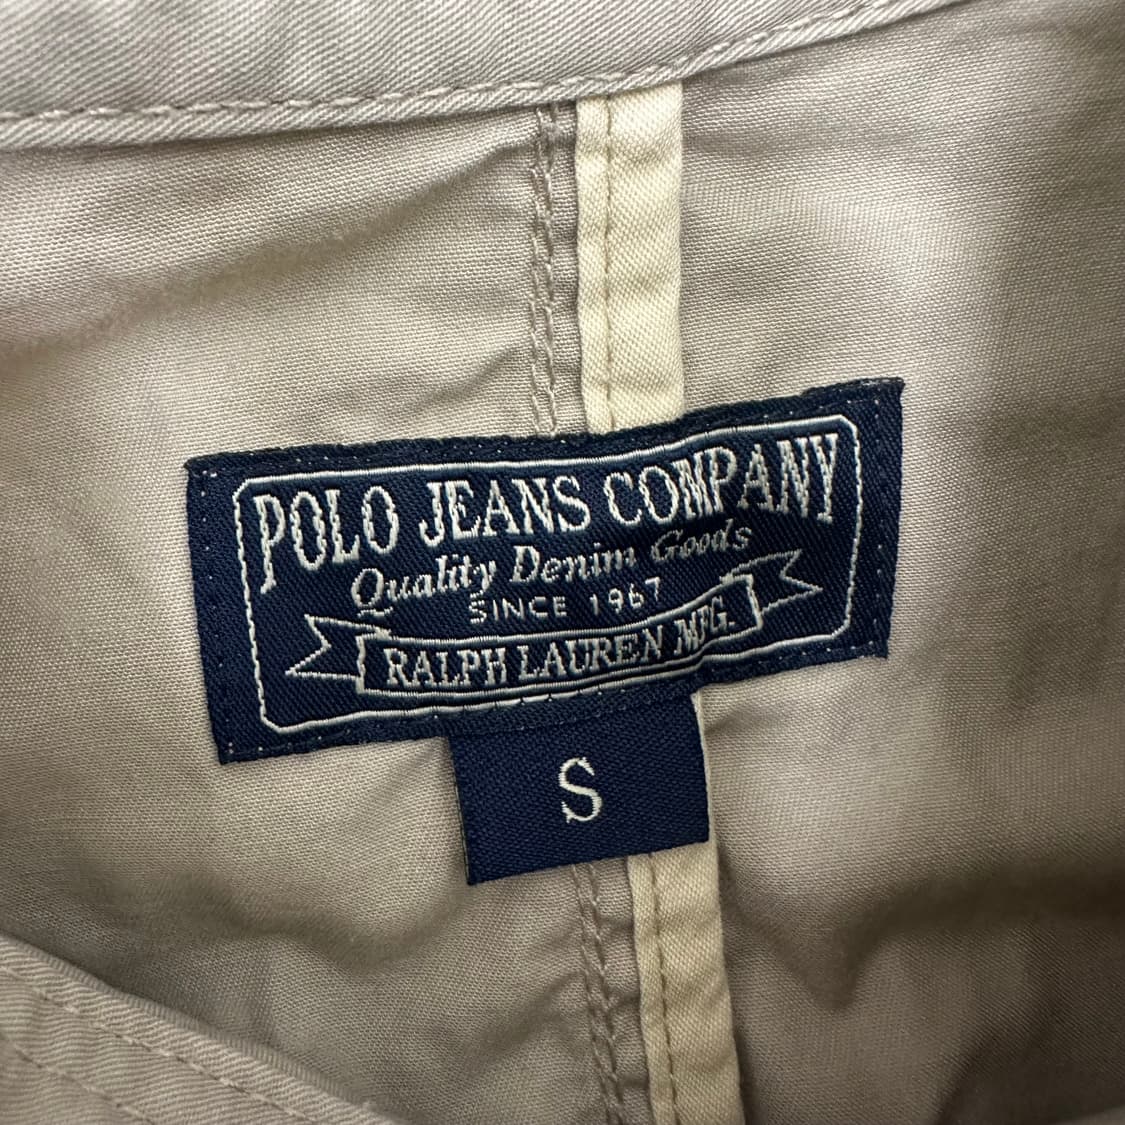 POLO JEANS COMPANY
Quality Denim Goods
SINCE 1967
RALPH LAUREN MFG.
S